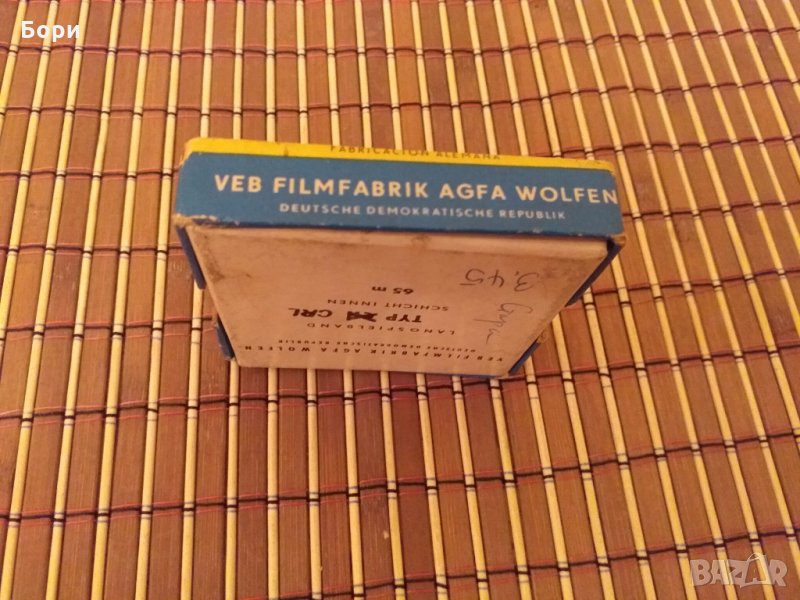 Бори
FABRICACION ALEMANA
VEB FILMFABRIK AGFA WOLFEN
DEUTSCHE DEMOKRATISCHE REPUBLIK
VEB FILMFABRIK AGFA WOLFEN
DEUTSCHE DEMOKRATISCHE REPUBLIK
LANGSPIELBAND
TYP CRL
SCHICHT INNEN
65 m
3.45
BAZAR